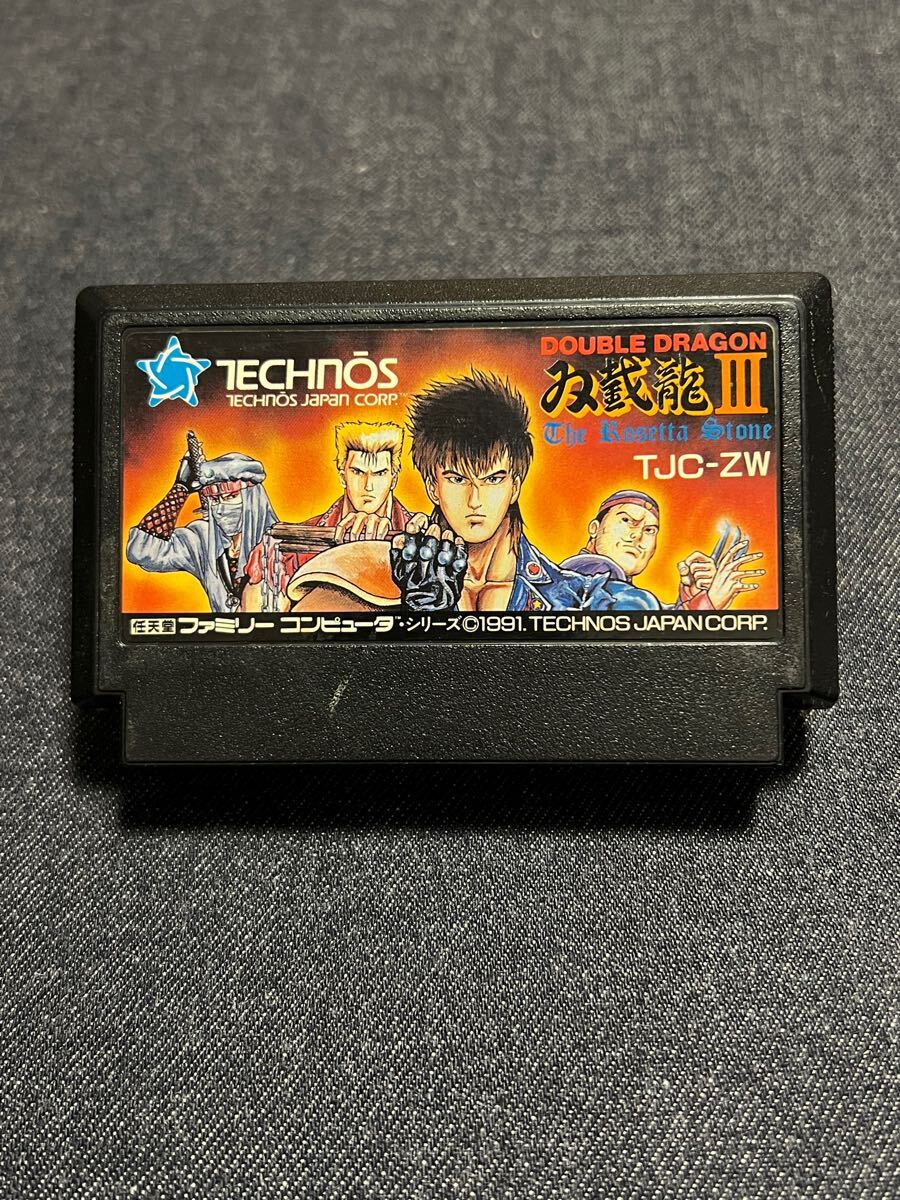 TECHNŌS
TECHNŌS JAPAN CORP.™
DOUBLE DRAGON
双截龍III
The Rosetta Stone
TJC-ZW
任天堂 ファミリー コンピュータ・シリーズ©1991. TECHNOS JAPAN CORP.